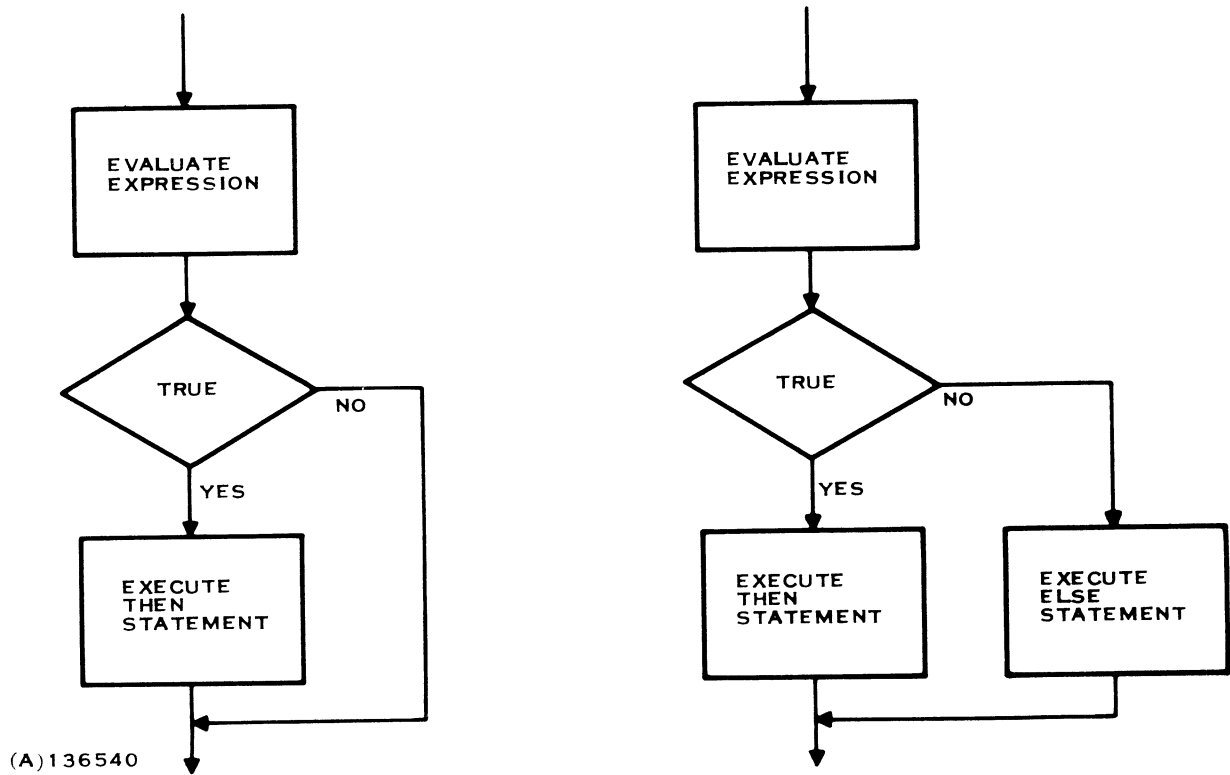 EVALUATE
EXPRESSION
TRUE
NO
YES
EXECUTE
THEN
STATEMENT
EVALUATE
EXPRESSION
TRUE
NO
YES
EXECUTE
THEN
STATEMENT
EXECUTE
ELSE
STATEMENT
(A)136540